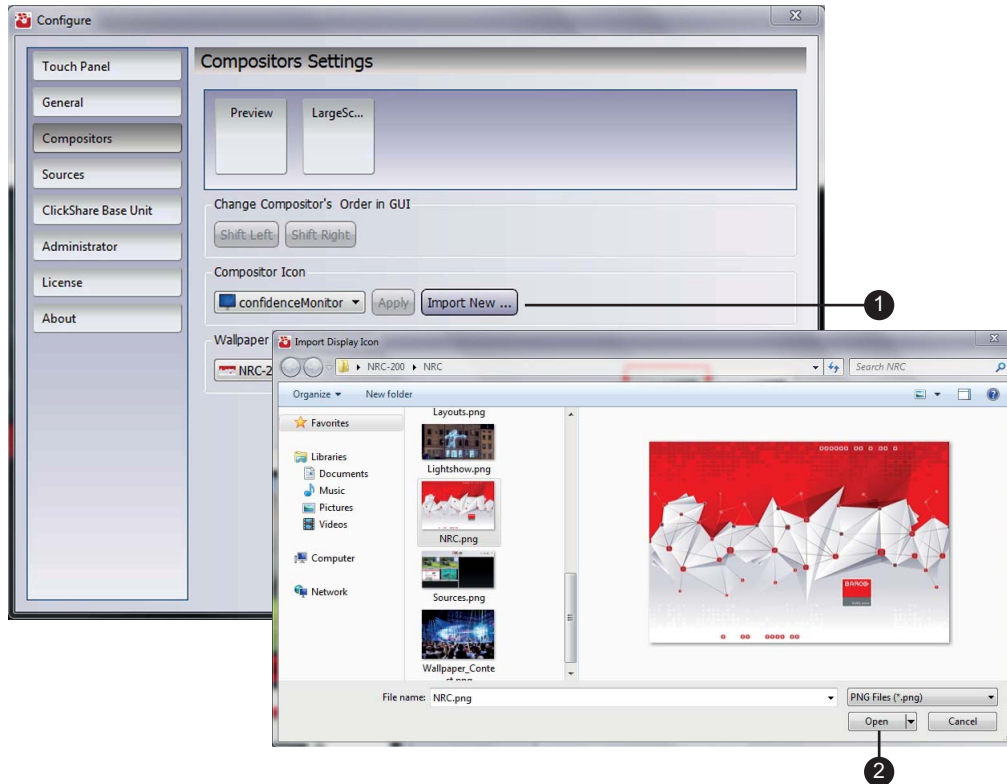 Configure
Touch Panel
General
Compositors
Sources
ClickShare Base Unit
Administrator
License
About
Compositors Settings
Preview
LargeSc...
Change Compositor's Order in GUI
Shift Left
Shift Right
Compositor Icon
confidenceMonitor
Apply
Import New ...
1
Wallpaper
NRC-2
Import Display Icon
NRC-200
NRC
Search NRC
Organize
New folder
Favorites
Libraries
Documents
Music
Pictures
Videos
Computer
Network
Layouts.png
Lightshow.png
NRC.png
Sources.png
Wallpaper_Conte
BARCO
File name:
NRC.png
PNG Files (*.png)
Open
Cancel
2